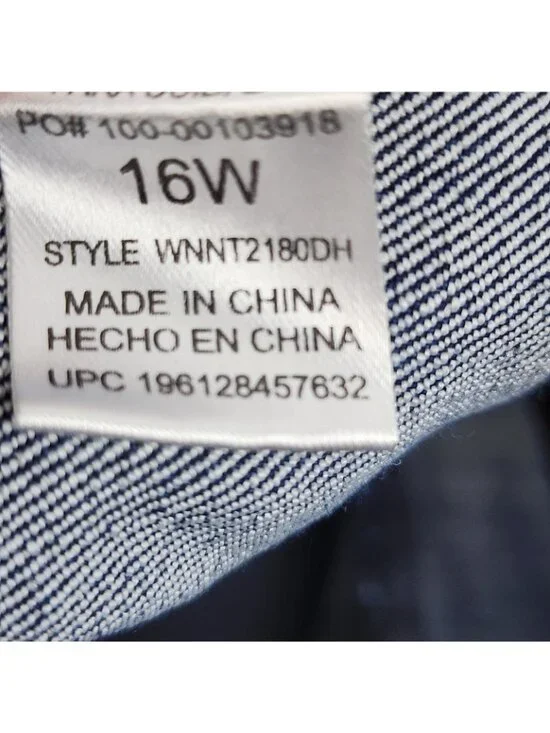 PO# 100-00103918
16W
STYLE WNNT2180DH
MADE IN CHINA
HECHO EN CHINA
UPC 196128457632